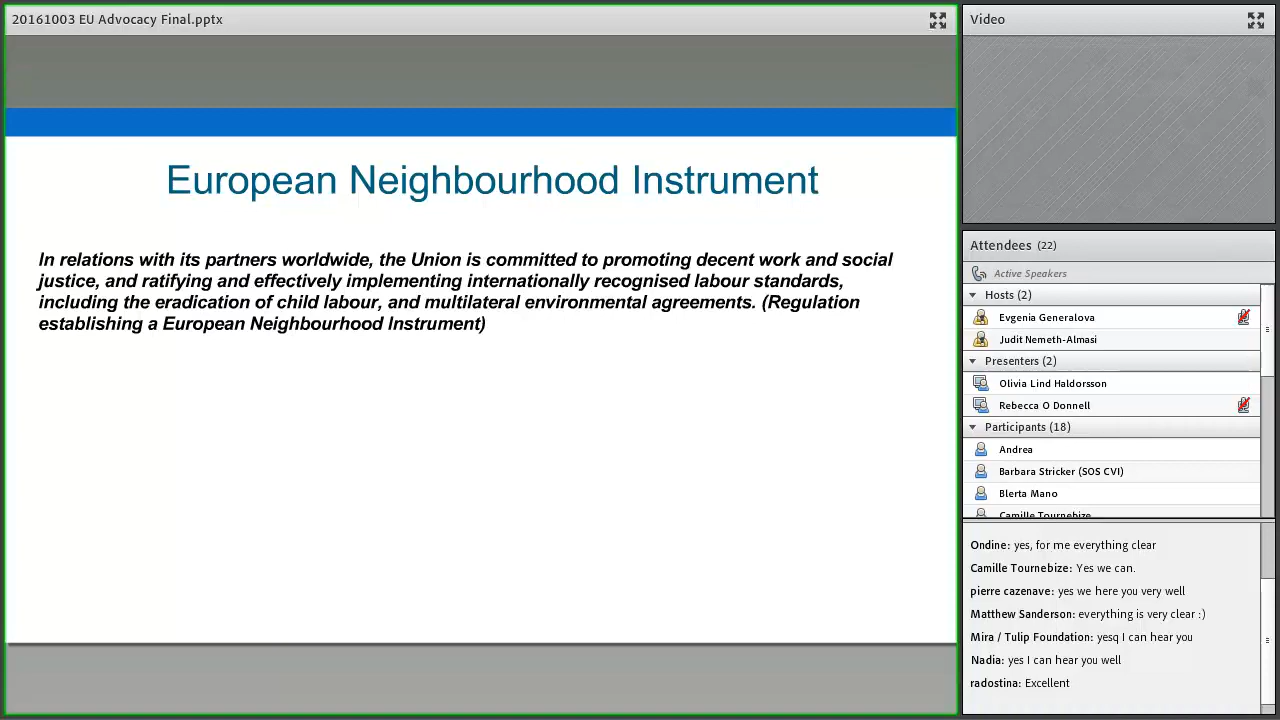 20161003 EU Advocacy Final.pptx
European Neighbourhood Instrument
In relations with its partners worldwide, the Union is committed to promoting decent work and social
justice, and ratifying and effectively implementing internationally recognised labour standards,
including the eradication of child labour, and multilateral environmental agreements. (Regulation
establishing a European Neighbourhood Instrument)
Video
Attendees (22)
Active Speakers
Hosts (2)
Evgenia Generalova
Judit Nemeth-Almasi
Presenters (2)
Olivia Lind Haldorsson
Rebecca O Donnell
Participants (18)
Andrea
Barbara Stricker (SOS CVI)
Blerta Mano
Camille Tournebize
Ondine: yes, for me everything clear
Camille Tournebize: Yes we can.
pierre cazenave: yes we here you very well
Matthew Sanderson: everything is very clear :)
Mira / Tulip Foundation: yesq I can hear you
Nadia: yes I can hear you well
radostina: Excellent